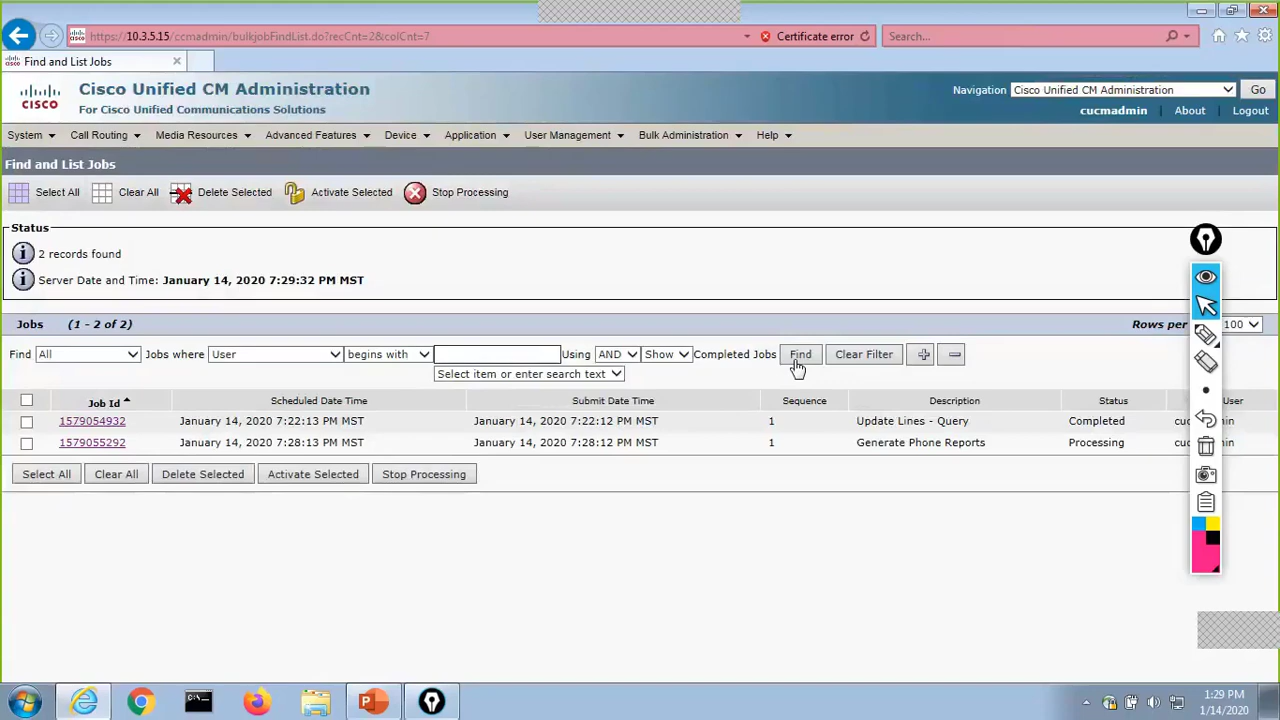 https://10.3.5.15/ccmadmin/bulkjobFindList.do?recCnt=2&colCnt=7
Certificate error
Search...
Find and List Jobs
CISCO
Cisco Unified CM Administration
For Cisco Unified Communications Solutions
Navigation Cisco Unified CM Administration Go
cucmadmin About Logout
System Call Routing Media Resources Advanced Features Device Application User Management Bulk Administration Help
Find and List Jobs
Select All Clear All Delete Selected Activate Selected Stop Processing
Status
2 records found
Server Date and Time: January 14, 2020 7:29:32 PM MST
Jobs (1 - 2 of 2) Rows per 100
Find All Jobs where User begins with Using AND Show Completed Jobs Find Clear Filter
Select item or enter search text
Job Id Scheduled Date Time Submit Date Time Sequence Description Status User
1579054932 January 14, 2020 7:22:13 PM MST January 14, 2020 7:22:12 PM MST 1 Update Lines - Query Completed
1579055292 January 14, 2020 7:28:13 PM MST January 14, 2020 7:28:12 PM MST 1 Generate Phone Reports Processing
Select All Clear All Delete Selected Activate Selected Stop Processing
1:29 PM
1/14/2020